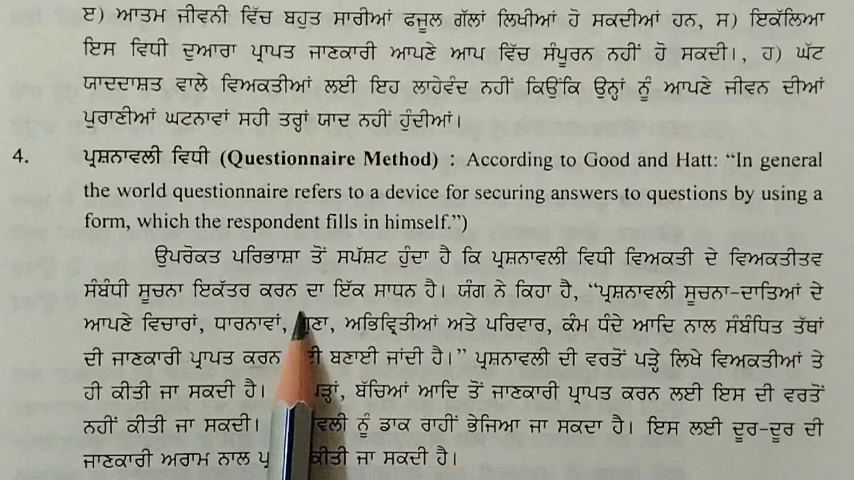 ੲ) ਆਤਮ ਜੀਵਨੀ ਵਿੱਚ ਬਹੁਤ ਸਾਰੀਆਂ ਫਜ਼ੂਲ ਗੱਲਾਂ ਲਿਖੀਆਂ ਹੋ ਸਕਦੀਆਂ ਹਨ, ਸ) ਇਕੱਲਿਆ
ਇਸ ਵਿਧੀ ਦੁਆਰਾ ਪ੍ਰਾਪਤ ਜਾਣਕਾਰੀ ਆਪਣੇ ਆਪ ਵਿੱਚ ਸੰਪੂਰਨ ਨਹੀਂ ਹੋ ਸਕਦੀ।, ਹ) ਘੱਟ
ਯਾਦਦਾਸ਼ਤ ਵਾਲੇ ਵਿਅਕਤੀਆਂ ਲਈ ਇਹ ਲਾਹੇਵੰਦ ਨਹੀਂ ਕਿਉਂਕਿ ਉਨ੍ਹਾਂ ਨੂੰ ਆਪਣੇ ਜੀਵਨ ਦੀਆਂ
ਪੁਰਾਣੀਆਂ ਘਟਨਾਵਾਂ ਸਹੀ ਤਰ੍ਹਾਂ ਯਾਦ ਨਹੀਂ ਹੁੰਦੀਆਂ।
4. ਪ੍ਰਸ਼ਨਾਵਲੀ ਵਿਧੀ (Questionnaire Method) : According to Good and Hatt: “In general
the world questionnaire refers to a device for securing answers to questions by using a
form, which the respondent fills in himself.”)
ਉਪਰੋਕਤ ਪਰਿਭਾਸ਼ਾ ਤੋਂ ਸਪੱਸ਼ਟ ਹੁੰਦਾ ਹੈ ਕਿ ਪ੍ਰਸ਼ਨਾਵਲੀ ਵਿਧੀ ਵਿਅਕਤੀ ਦੇ ਵਿਅਕਤੀਤਵ
ਸੰਬੰਧੀ ਸੂਚਨਾ ਇਕੱਤਰ ਕਰਨ ਦਾ ਇੱਕ ਸਾਧਨ ਹੈ। ਯੰਗ ਨੇ ਕਿਹਾ ਹੈ, “ਪ੍ਰਸ਼ਨਾਵਲੀ ਸੂਚਨਾ-ਦਾਤਿਆਂ ਦੇ
ਆਪਣੇ ਵਿਚਾਰਾਂ, ਧਾਰਨਾਵਾਂ, ਅਭਿਵ੍ਰਿਤੀਆਂ ਅਤੇ ਪਰਿਵਾਰ, ਕੰਮ ਧੰਦੇ ਆਦਿ ਨਾਲ ਸੰਬੰਧਿਤ ਤੱਥਾਂ
ਦੀ ਜਾਣਕਾਰੀ ਪ੍ਰਾਪਤ ਕਰਨ ਬਣਾਈ ਜਾਂਦੀ ਹੈ।” ਪ੍ਰਸ਼ਨਾਵਲੀ ਦੀ ਵਰਤੋਂ ਪੜ੍ਹੇ ਲਿਖੇ ਵਿਅਕਤੀਆਂ ਤੇ
ਹੀ ਕੀਤੀ ਜਾ ਸਕਦੀ ਹੈ। ਬੱਚਿਆਂ ਆਦਿ ਤੋਂ ਜਾਣਕਾਰੀ ਪ੍ਰਾਪਤ ਕਰਨ ਲਈ ਇਸ ਦੀ ਵਰਤੋਂ
ਨਹੀਂ ਕੀਤੀ ਜਾ ਸਕਦੀ। ਨੂੰ ਡਾਕ ਰਾਹੀਂ ਭੇਜਿਆ ਜਾ ਸਕਦਾ ਹੈ। ਇਸ ਲਈ ਦੂਰ-ਦੂਰ ਦੀ
ਜਾਣਕਾਰੀ ਅਰਾਮ ਨਾਲ ਕੀਤੀ ਜਾ ਸਕਦੀ ਹੈ।